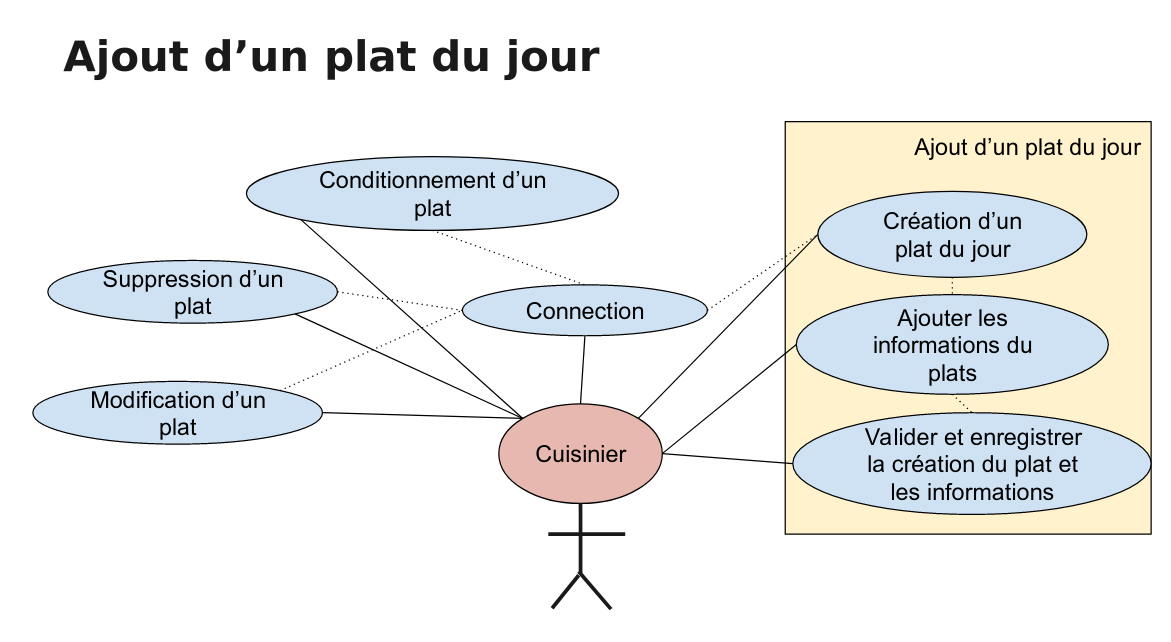 Ajout d’un plat du jour
Ajout d’un plat du jour
Conditionnement d’un
plat
Création d’un
plat du jour
Suppression d’un
plat
Connection
Ajouter les
informations du
plats
Modification d’un
plat
Cuisinier
Valider et enregistrer
la création du plat et
les informations